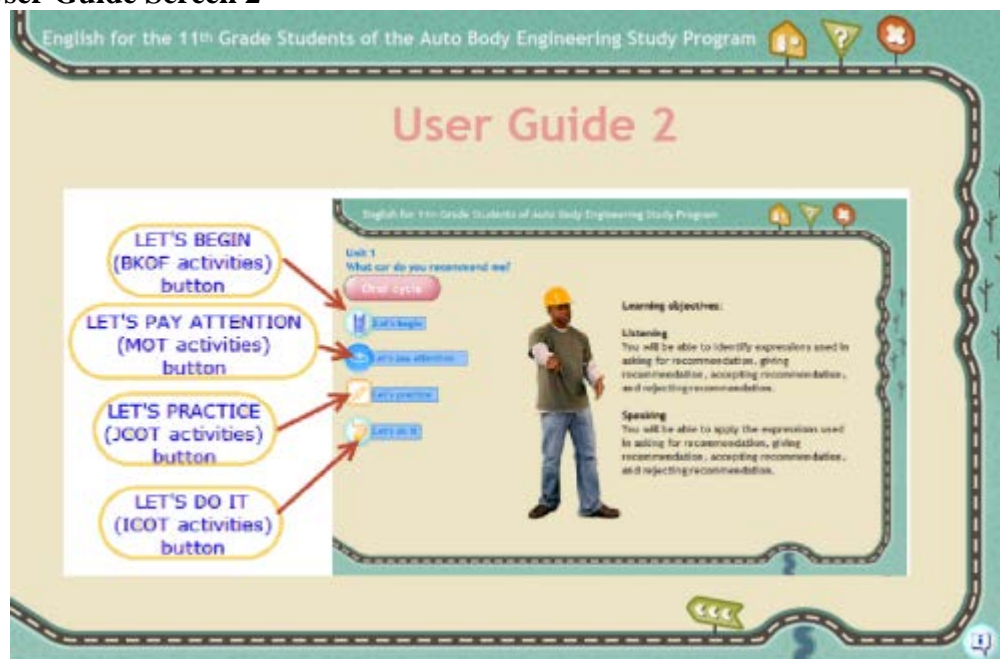 ser Guide Screen 2
English for the 11th Grade Students of the Auto Body Engineering Study Program
?
User Guide 2
LET'S BEGIN
(BKOF activities)
button
LET'S PAY ATTENTION
(MOT activities)
button
LET'S PRACTICE
(JCOT activities)
button
LET'S DO IT
(ICOT activities)
button
English for 11th Grade Students of Auto Body Engineering Study Program
?
Unit 1
What car do you recommend me?
Oral cycle
Let's begin
Let's pay attention
Let's practice
Let's do it
Learning objectives:
Listening
You will be able to identify expressions used in
asking for recommendation, giving
recommendation, accepting recommendation,
and rejecting recommendation.
Speaking
You will be able to apply the expressions used
in asking for recommendation, giving
recommendation, accepting recommendation,
and rejecting recommendation.